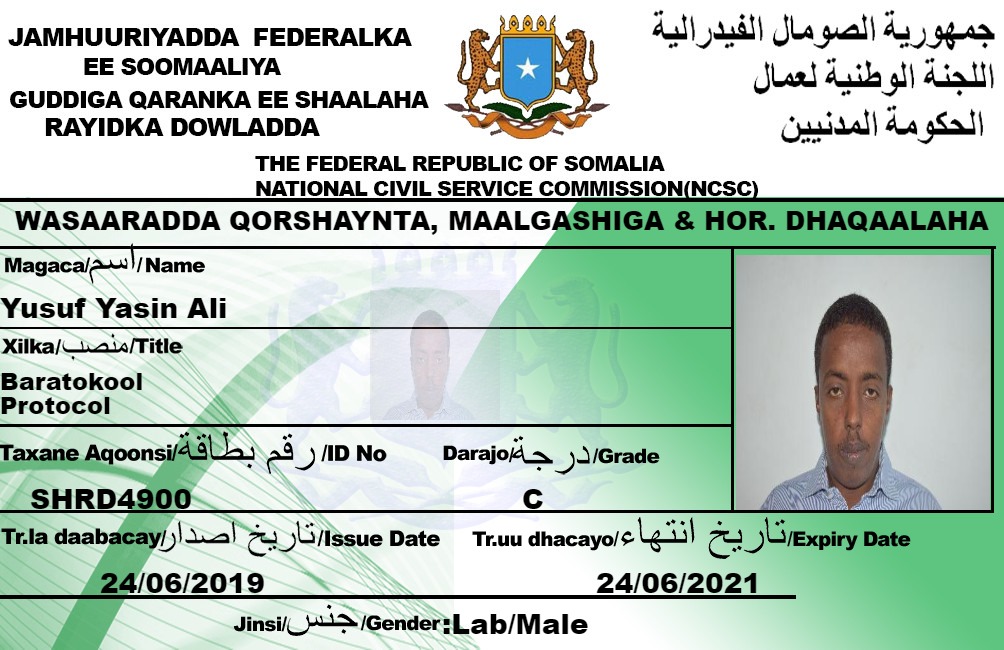 JAMHUURIYADDA FEDERALKA
EE SOOMAALIYA
GUDDIGA QARANKA EE SHAALAHA
RAYIDKA DOWLADDA
جمهورية الصومال الفيدرالية
اللجنة الوطنية لعمال
الحكومة المدنيين
THE FEDERAL REPUBLIC OF SOMALIA
NATIONAL CIVIL SERVICE COMMISSION(NCSC)
WASAARADDA QORSHAYNTA, MAALGASHIGA & HOR. DHAQAALAHA
Magaca/اسم/Name
Yusuf Yasin Ali
Xilka/منصب/Title
Baratokool
Protocol
Taxane Aqoonsi/رقم بطاقة/ID No
Darajo/درجة/Grade
SHRD4900
C
Tr.la daabacay/تاريخ اصدار/Issue Date
Tr.uu dhacayo/تاريخ انتهاء/Expiry Date
24/06/2019
24/06/2021
Jinsi/جنس/Gender:Lab/Male